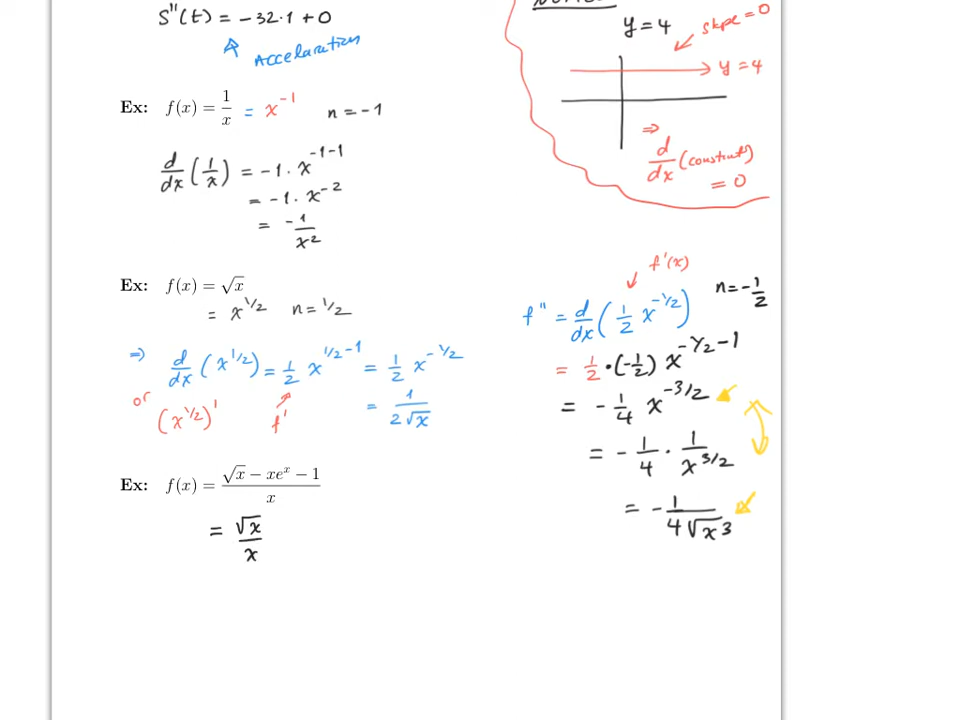 S''(t) = -32·1 + 0
Accelaration
Ex: f(x) = 1/x = x^-1 n = -1
d/dx (1/x) = -1 · x^-1-1
= -1 · x^-2
= -1/x^2
Ex: f(x) = √x
= x^1/2 n = 1/2
⇒ d/dx (x^1/2) = 1/2 x^1/2-1 = 1/2 x^-1/2
or (x^1/2)' f' = 1/(2√x)
Ex: f(x) = (√x − xe^x − 1)/x
= √x/x
y = 4
slope = 0
y = 4
⇒
d/dx (constant)
= 0
f'(x)
f'' = d/dx (1/2 x^-1/2) n = -1/2
= 1/2 · (-1/2) x^-1/2-1
= -1/4 x^-3/2
= -1/4 · 1/x^3/2
= -1/(4√x^3)